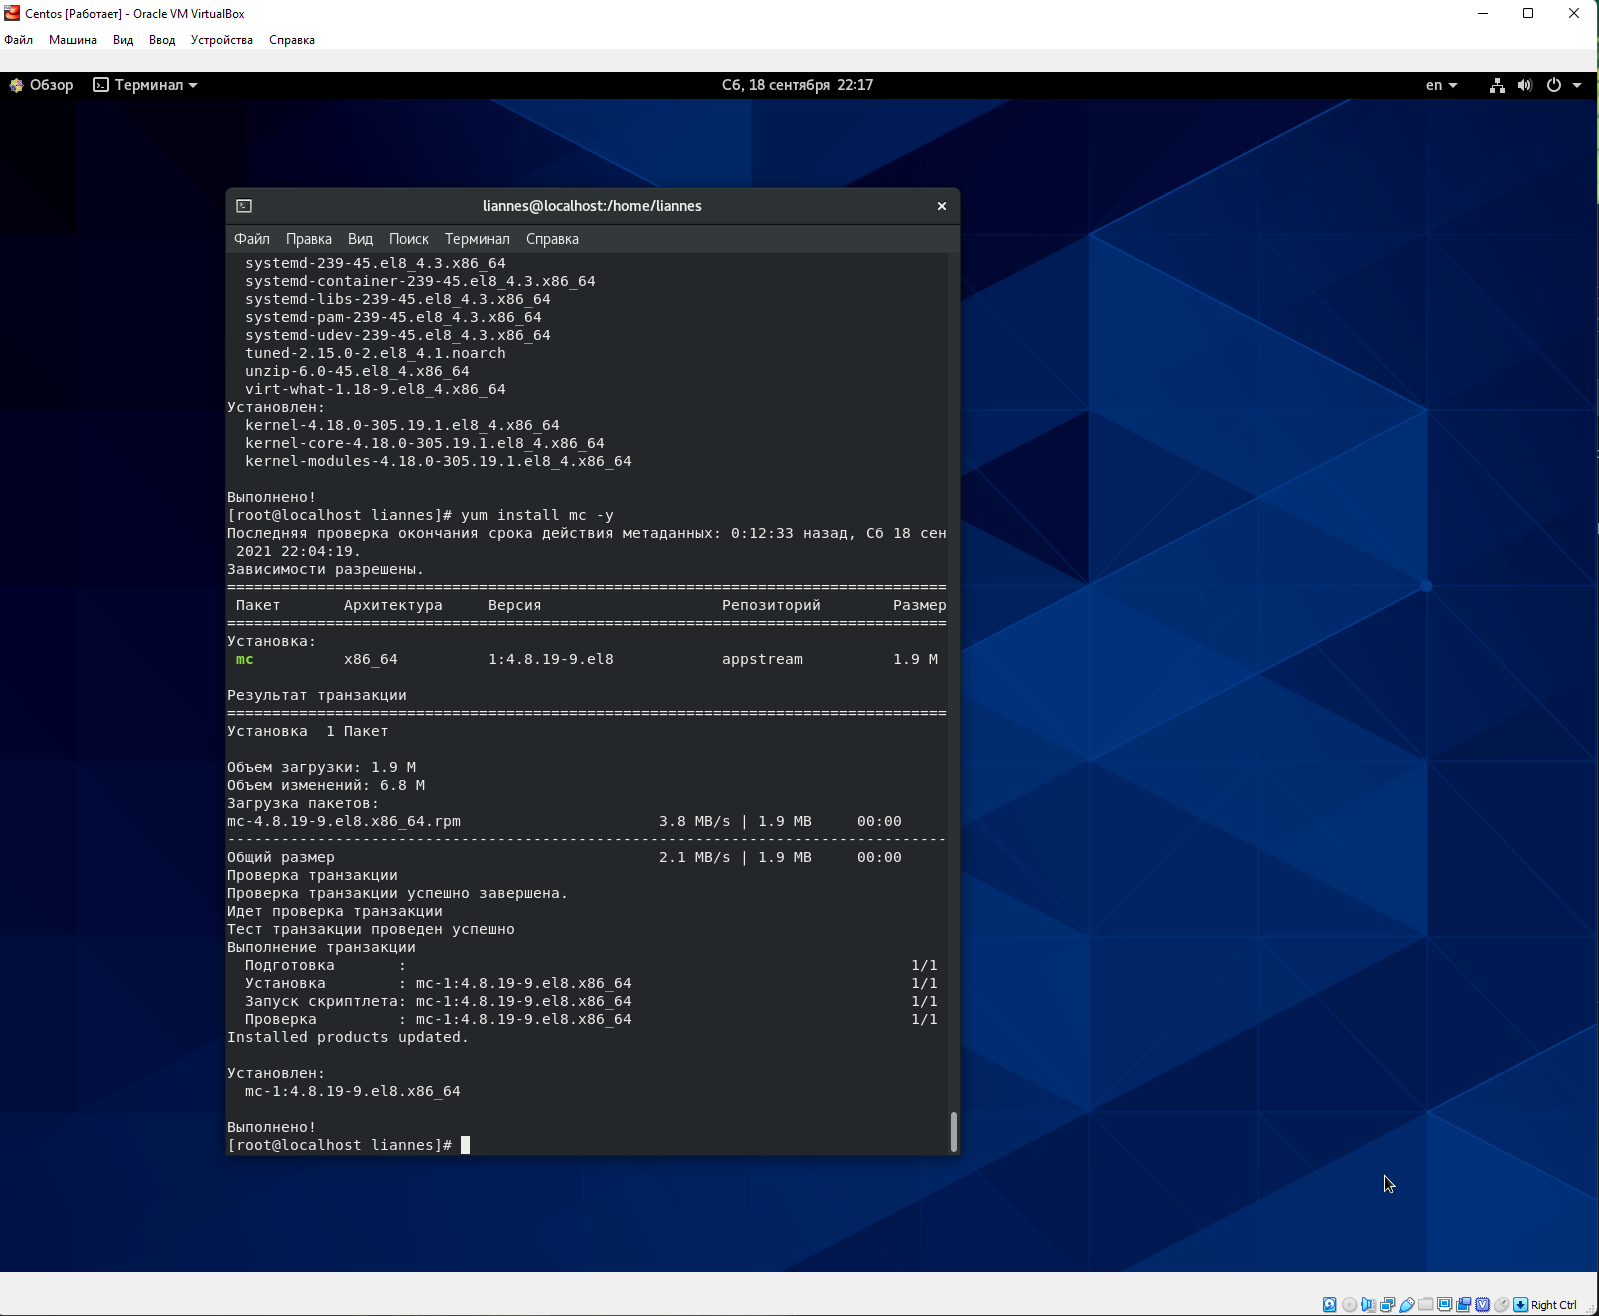 Centos [Работает] - Oracle VM VirtualBox
Файл Машина Вид Ввод Устройства Справка
Обзор Терминал Сб, 18 сентября 22:17 en
liannes@localhost:/home/liannes
Файл Правка Вид Поиск Терминал Справка
systemd-239-45.el8_4.3.x86_64
systemd-container-239-45.el8_4.3.x86_64
systemd-libs-239-45.el8_4.3.x86_64
systemd-pam-239-45.el8_4.3.x86_64
systemd-udev-239-45.el8_4.3.x86_64
tuned-2.15.0-2.el8_4.1.noarch
unzip-6.0-45.el8_4.x86_64
virt-what-1.18-9.el8_4.x86_64
Установлен:
kernel-4.18.0-305.19.1.el8_4.x86_64
kernel-core-4.18.0-305.19.1.el8_4.x86_64
kernel-modules-4.18.0-305.19.1.el8_4.x86_64
Выполнено!
[root@localhost liannes]# yum install mc -y
Последняя проверка окончания срока действия метаданных: 0:12:33 назад, Сб 18 сен
2021 22:04:19.
Зависимости разрешены.
================================================================================
Пакет Архитектура Версия Репозиторий Размер
================================================================================
Установка:
mc x86_64 1:4.8.19-9.el8 appstream 1.9 M
Результат транзакции
================================================================================
Установка 1 Пакет
Объем загрузки: 1.9 M
Объем изменений: 6.8 M
Загрузка пакетов:
mc-4.8.19-9.el8.x86_64.rpm 3.8 MB/s | 1.9 MB 00:00
--------------------------------------------------------------------------------
Общий размер 2.1 MB/s | 1.9 MB 00:00
Проверка транзакции
Проверка транзакции успешно завершена.
Идет проверка транзакции
Тест транзакции проведен успешно
Выполнение транзакции
Подготовка : 1/1
Установка : mc-1:4.8.19-9.el8.x86_64 1/1
Запуск скриптлета: mc-1:4.8.19-9.el8.x86_64 1/1
Проверка : mc-1:4.8.19-9.el8.x86_64 1/1
Installed products updated.
Установлен:
mc-1:4.8.19-9.el8.x86_64
Выполнено!
[root@localhost liannes]#
Right Ctrl